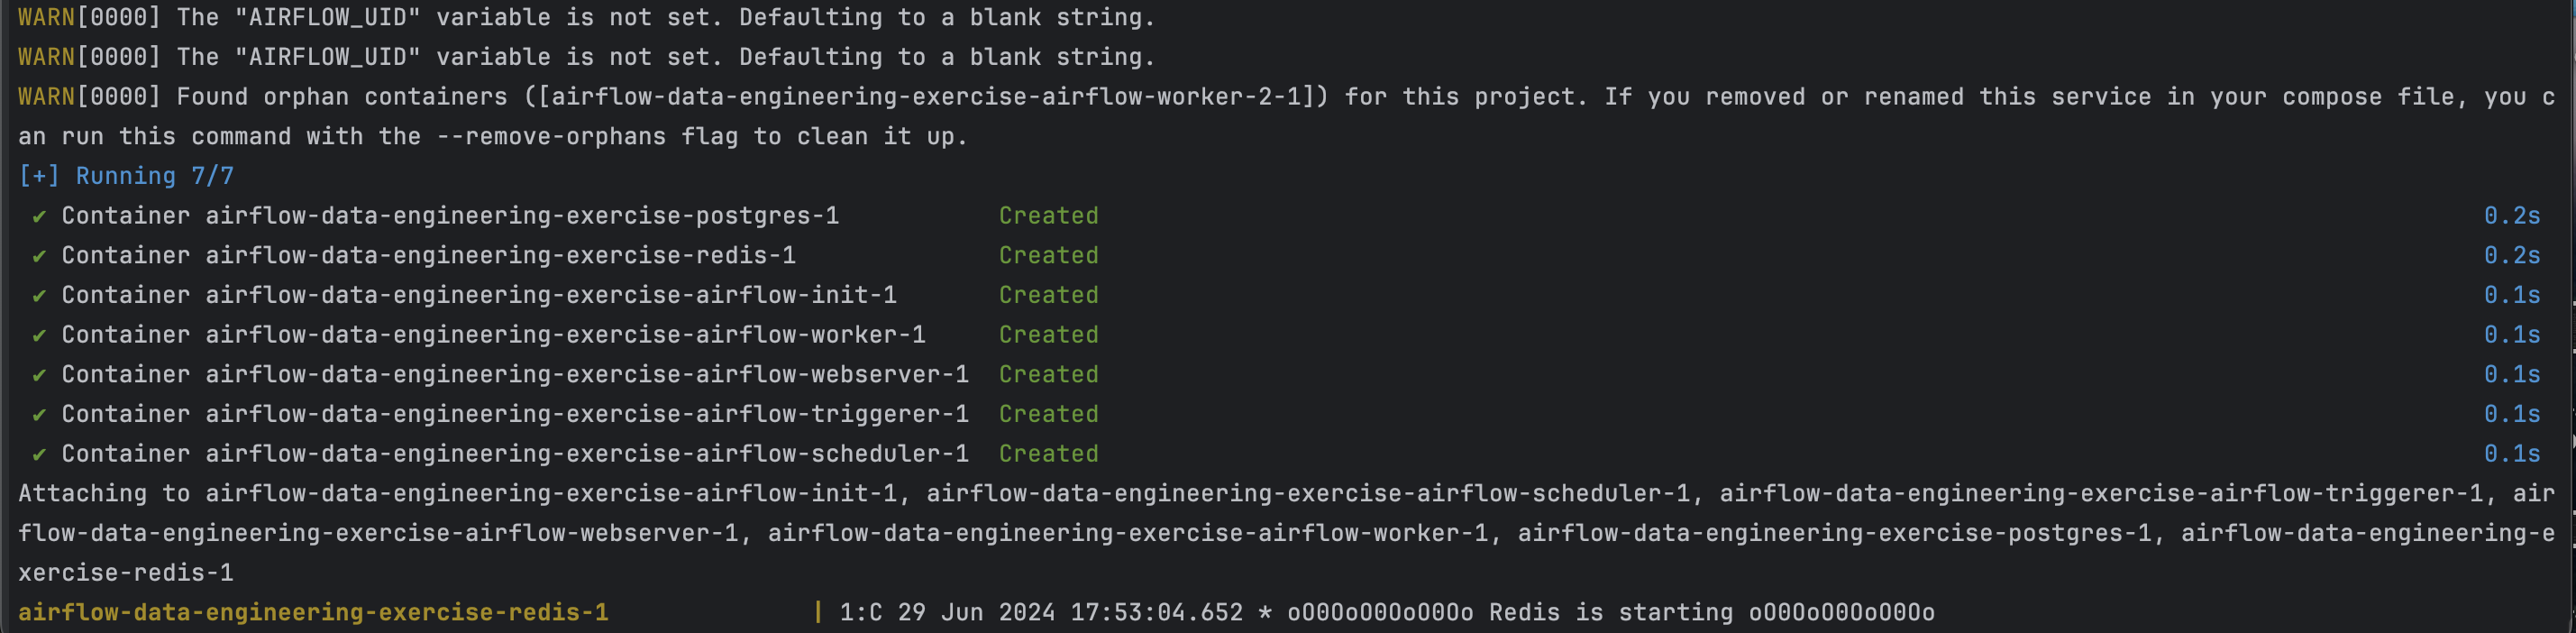 WARN[0000] The "AIRFLOW_UID" variable is not set. Defaulting to a blank string.
WARN[0000] The "AIRFLOW_UID" variable is not set. Defaulting to a blank string.
WARN[0000] Found orphan containers ([airflow-data-engineering-exercise-airflow-worker-2-1]) for this project. If you removed or renamed this service in your compose file, you c
an run this command with the --remove-orphans flag to clean it up.
[+] Running 7/7
✔ Container airflow-data-engineering-exercise-postgres-1 Created 0.2s
✔ Container airflow-data-engineering-exercise-redis-1 Created 0.2s
✔ Container airflow-data-engineering-exercise-airflow-init-1 Created 0.1s
✔ Container airflow-data-engineering-exercise-airflow-worker-1 Created 0.1s
✔ Container airflow-data-engineering-exercise-airflow-webserver-1 Created 0.1s
✔ Container airflow-data-engineering-exercise-airflow-triggerer-1 Created 0.1s
✔ Container airflow-data-engineering-exercise-airflow-scheduler-1 Created 0.1s
Attaching to airflow-data-engineering-exercise-airflow-init-1, airflow-data-engineering-exercise-airflow-scheduler-1, airflow-data-engineering-exercise-airflow-triggerer-1, air
flow-data-engineering-exercise-airflow-webserver-1, airflow-data-engineering-exercise-airflow-worker-1, airflow-data-engineering-exercise-postgres-1, airflow-data-engineering-e
xercise-redis-1
airflow-data-engineering-exercise-redis-1 | 1:C 29 Jun 2024 17:53:04.652 * oO0OoO0OoO0Oo Redis is starting oO0OoO0OoO0Oo